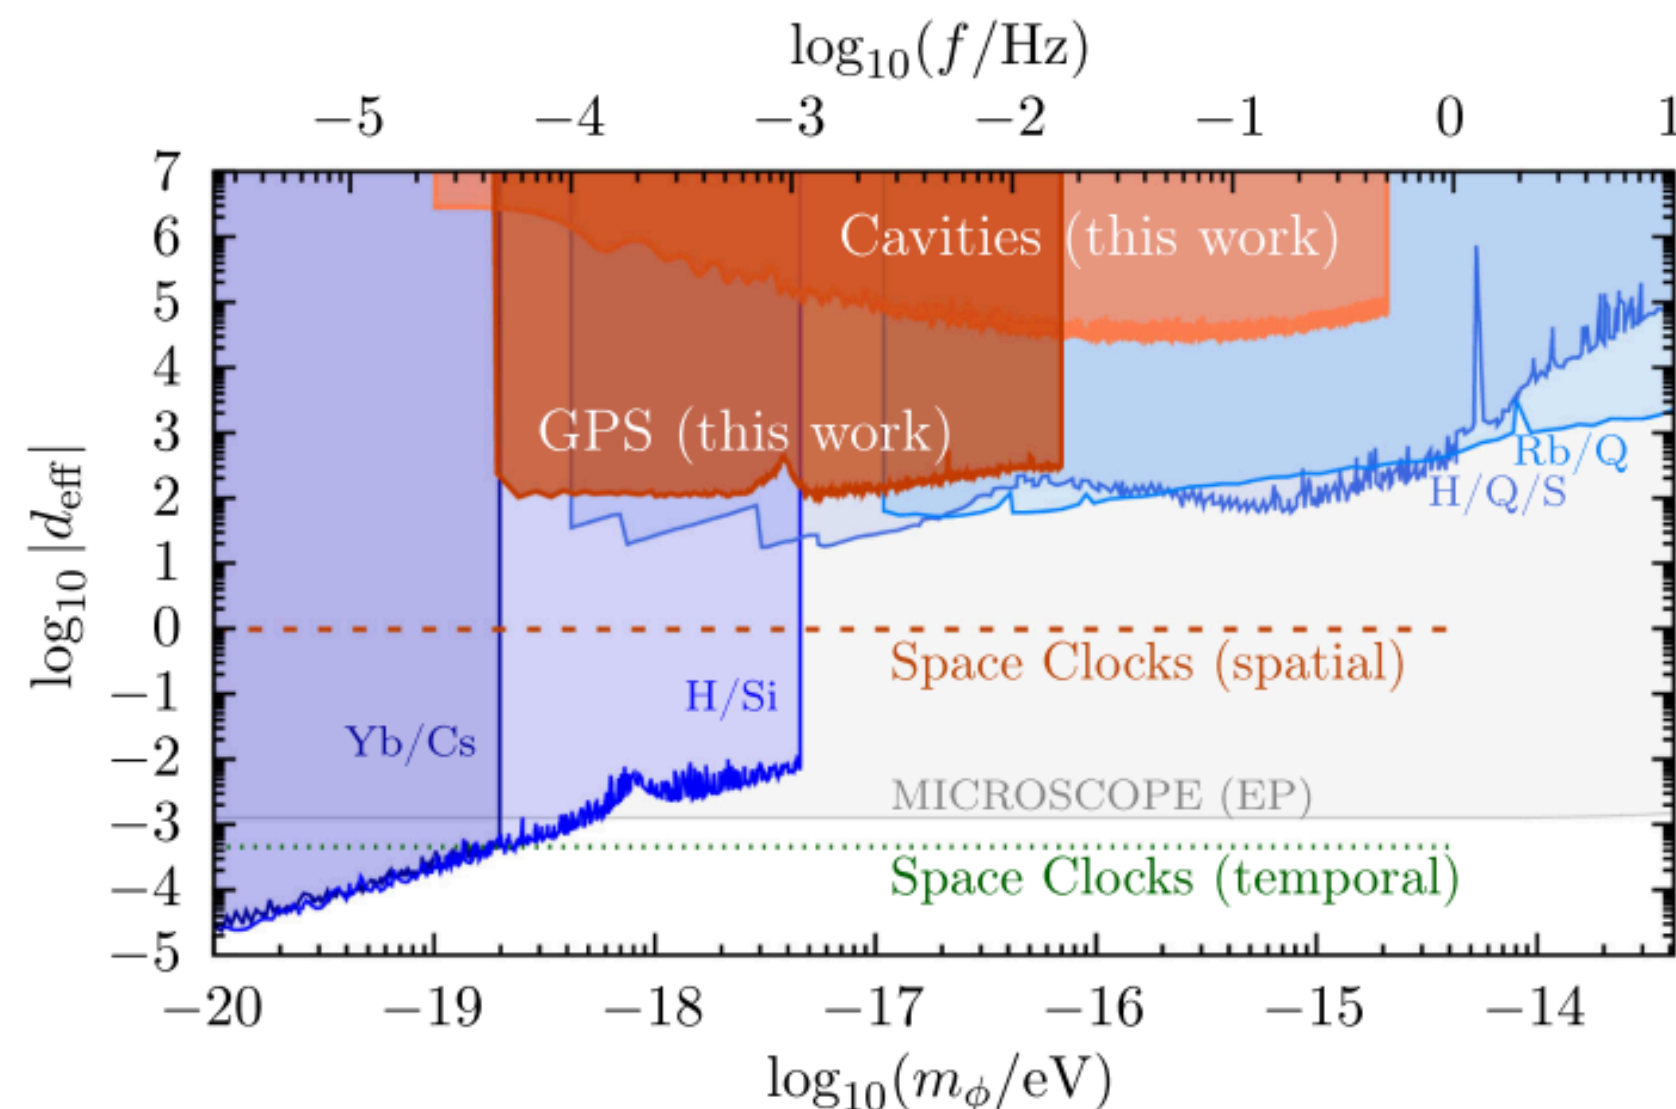 log₁₀(f/Hz)
−5 −4 −3 −2 −1 0 1
7
6
5
4
3
2
1
0
−1
−2
−3
−4
−5
log₁₀ |d_eff|
Cavities (this work)
GPS (this work)
Rb/Q
H/Q/S
Space Clocks (spatial)
H/Si
Yb/Cs
MICROSCOPE (EP)
Space Clocks (temporal)
−20 −19 −18 −17 −16 −15 −14
log₁₀(m_ϕ/eV)